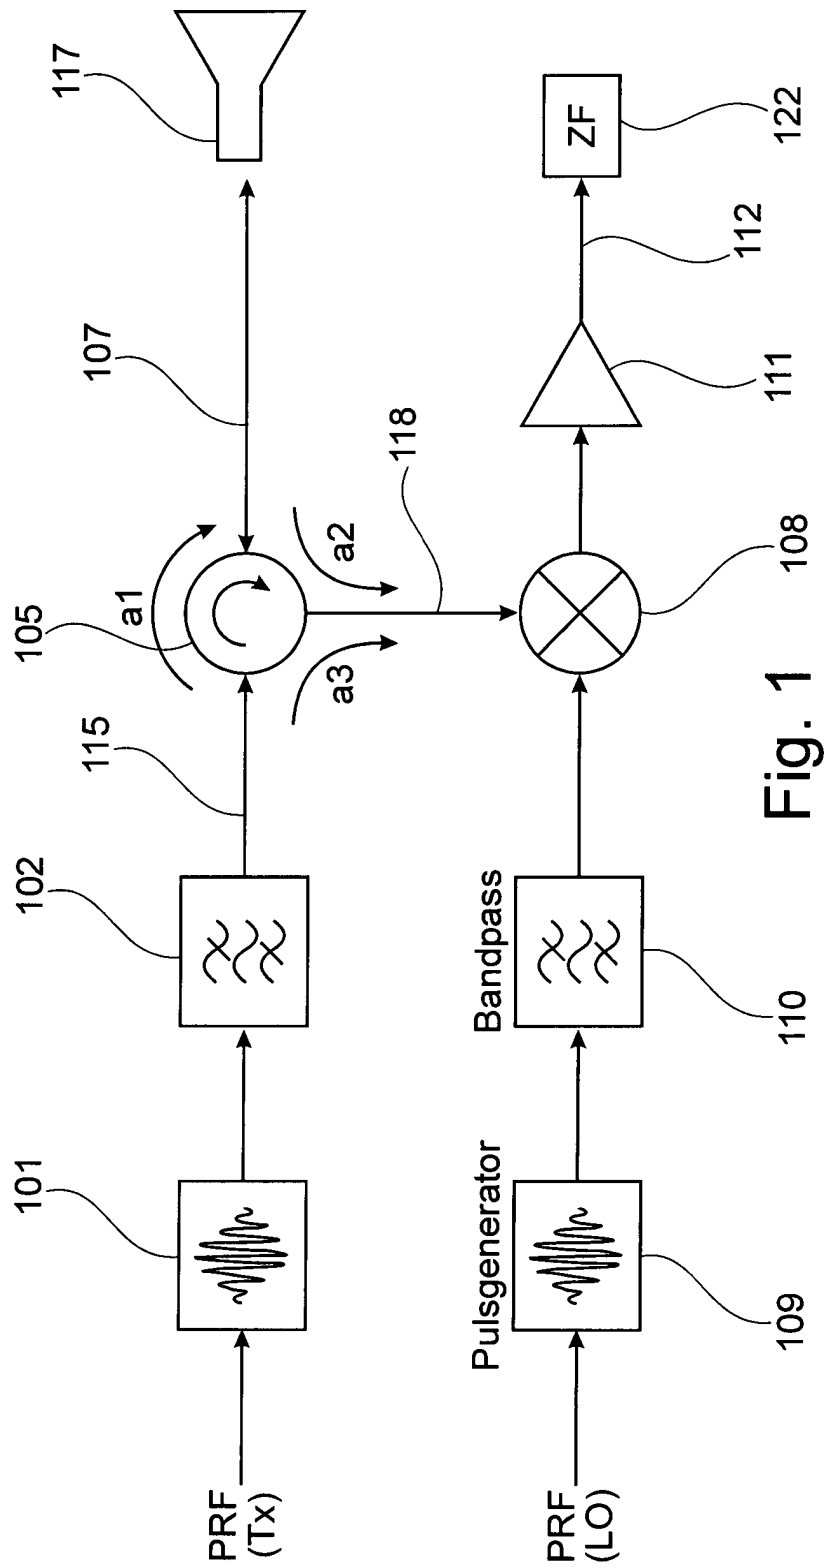 117
107
a1
105
115
102
101
PRF
(Tx)
a2
a3
118
ZF
122
112
111
108
Bandpass
110
Pulsgenerator
109
PRF
(LO)
Fig. 1